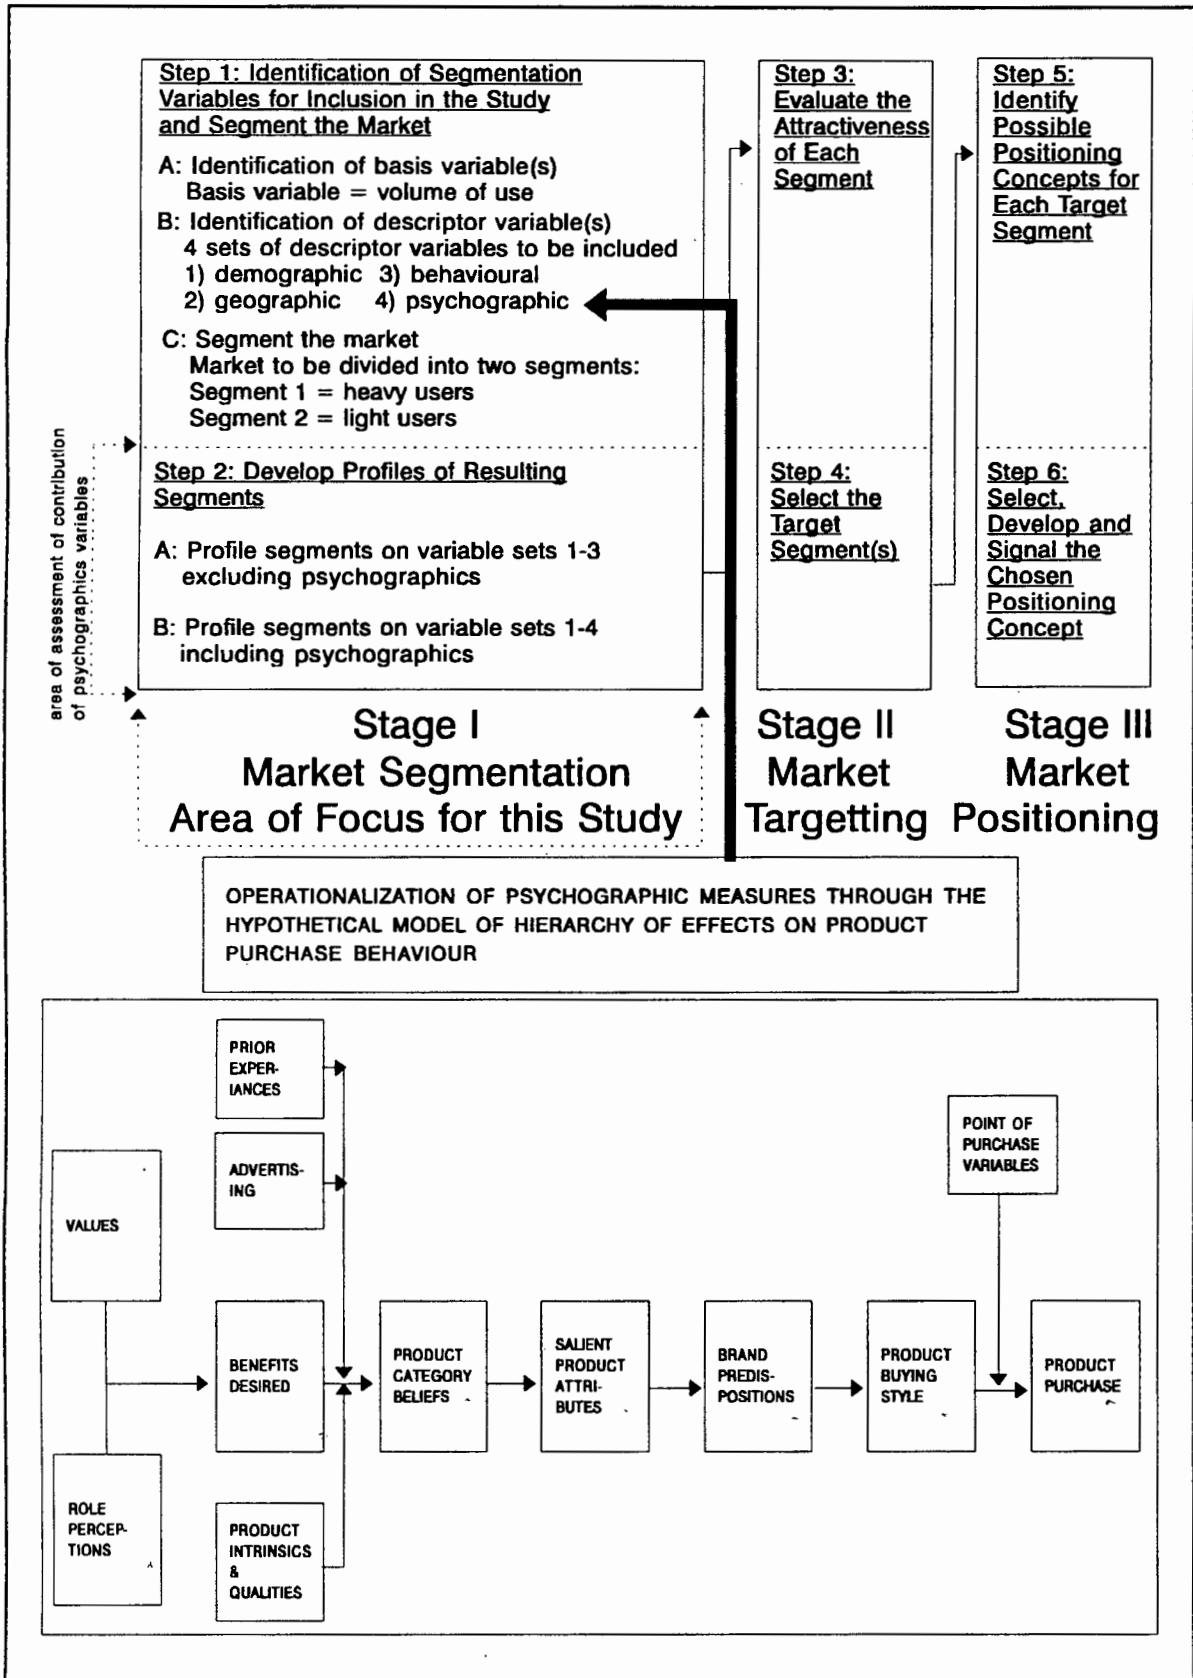 Step 1: Identification of Segmentation
Variables for Inclusion in the Study
and Segment the Market
A: Identification of basis variable(s)
Basis variable = volume of use
B: Identification of descriptor variable(s)
4 sets of descriptor variables to be included
1) demographic 3) behavioural
2) geographic 4) psychographic
C: Segment the market
Market to be divided into two segments:
Segment 1 = heavy users
Segment 2 = light users
area of assessment of contribution
of psychographics variables
Step 2: Develop Profiles of Resulting
Segments
A: Profile segments on variable sets 1-3
excluding psychographics
B: Profile segments on variable sets 1-4
including psychographics
Step 3:
Evaluate the
Attractiveness
of Each
Segment
Step 4:
Select the
Target
Segment(s)
Step 5:
Identify
Possible
Positioning
Concepts for
Each Target
Segment
Step 6:
Select,
Develop and
Signal the
Chosen
Positioning
Concept
Stage I
Market Segmentation
Area of Focus for this Study
Stage II
Market
Targetting
Stage III
Market
Positioning
OPERATIONALIZATION OF PSYCHOGRAPHIC MEASURES THROUGH THE
HYPOTHETICAL MODEL OF HIERARCHY OF EFFECTS ON PRODUCT
PURCHASE BEHAVIOUR
PRIOR
EXPER-
IANCES
ADVERTIS-
ING
POINT OF
PURCHASE
VARIABLES
VALUES
BENEFITS
DESIRED
PRODUCT
CATEGORY
BELIEFS
SALIENT
PRODUCT
ATTRI-
BUTES
BRAND
PREDIS-
POSITIONS
PRODUCT
BUYING
STYLE
PRODUCT
PURCHASE
ROLE
PERCEP-
TIONS
PRODUCT
INTRINSICS
&
QUALITIES